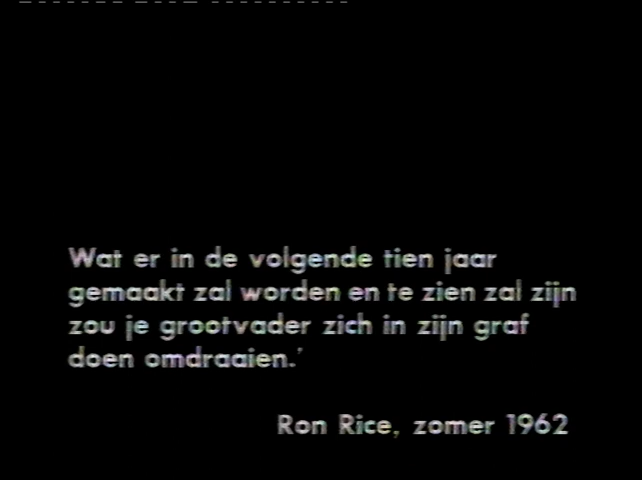 Wat er in de volgende tien jaar
gemaakt zal worden en te zien zal zijn
zou je grootvader zich in zijn graf
doen omdraaien.'
Ron Rice, zomer 1962